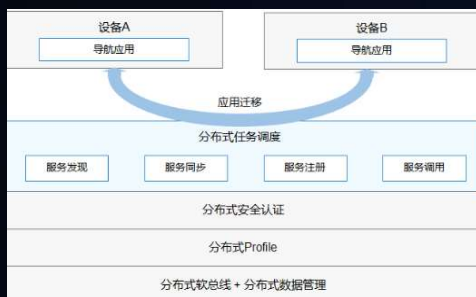 设备A
设备B
导航应用
导航应用
应用迁移
分布式任务调度
服务发现
服务同步
服务注册
服务调用
分布式安全认证
分布式Profile
分布式软总线 + 分布式数据管理